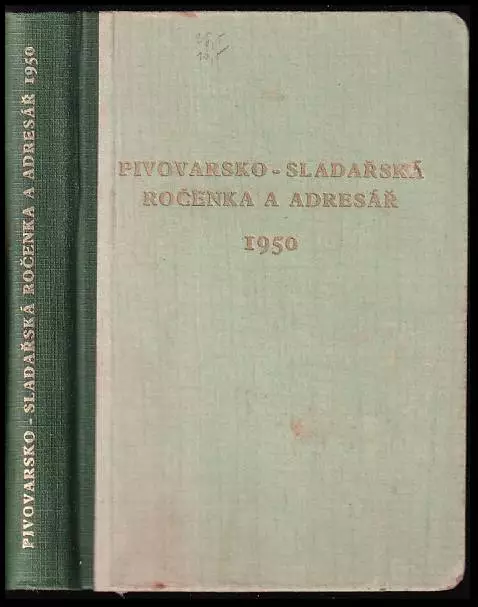 PIVOVARSKO - SLADAŘSKÁ
ROČENKA A ADRESÁŘ
1950
PIVOVARSKO - SLADAŘSKÁ ROČENKA A ADRESÁŘ 1950